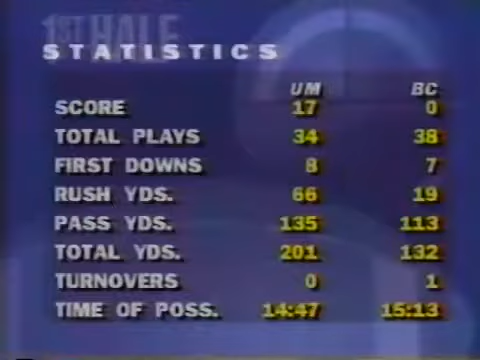 1ST HALF
STATISTICS
UM BC
SCORE 17 0
TOTAL PLAYS 34 38
FIRST DOWNS 8 7
RUSH YDS. 66 19
PASS YDS. 135 113
TOTAL YDS. 201 132
TURNOVERS 0 1
TIME OF POSS. 14:47 15:13